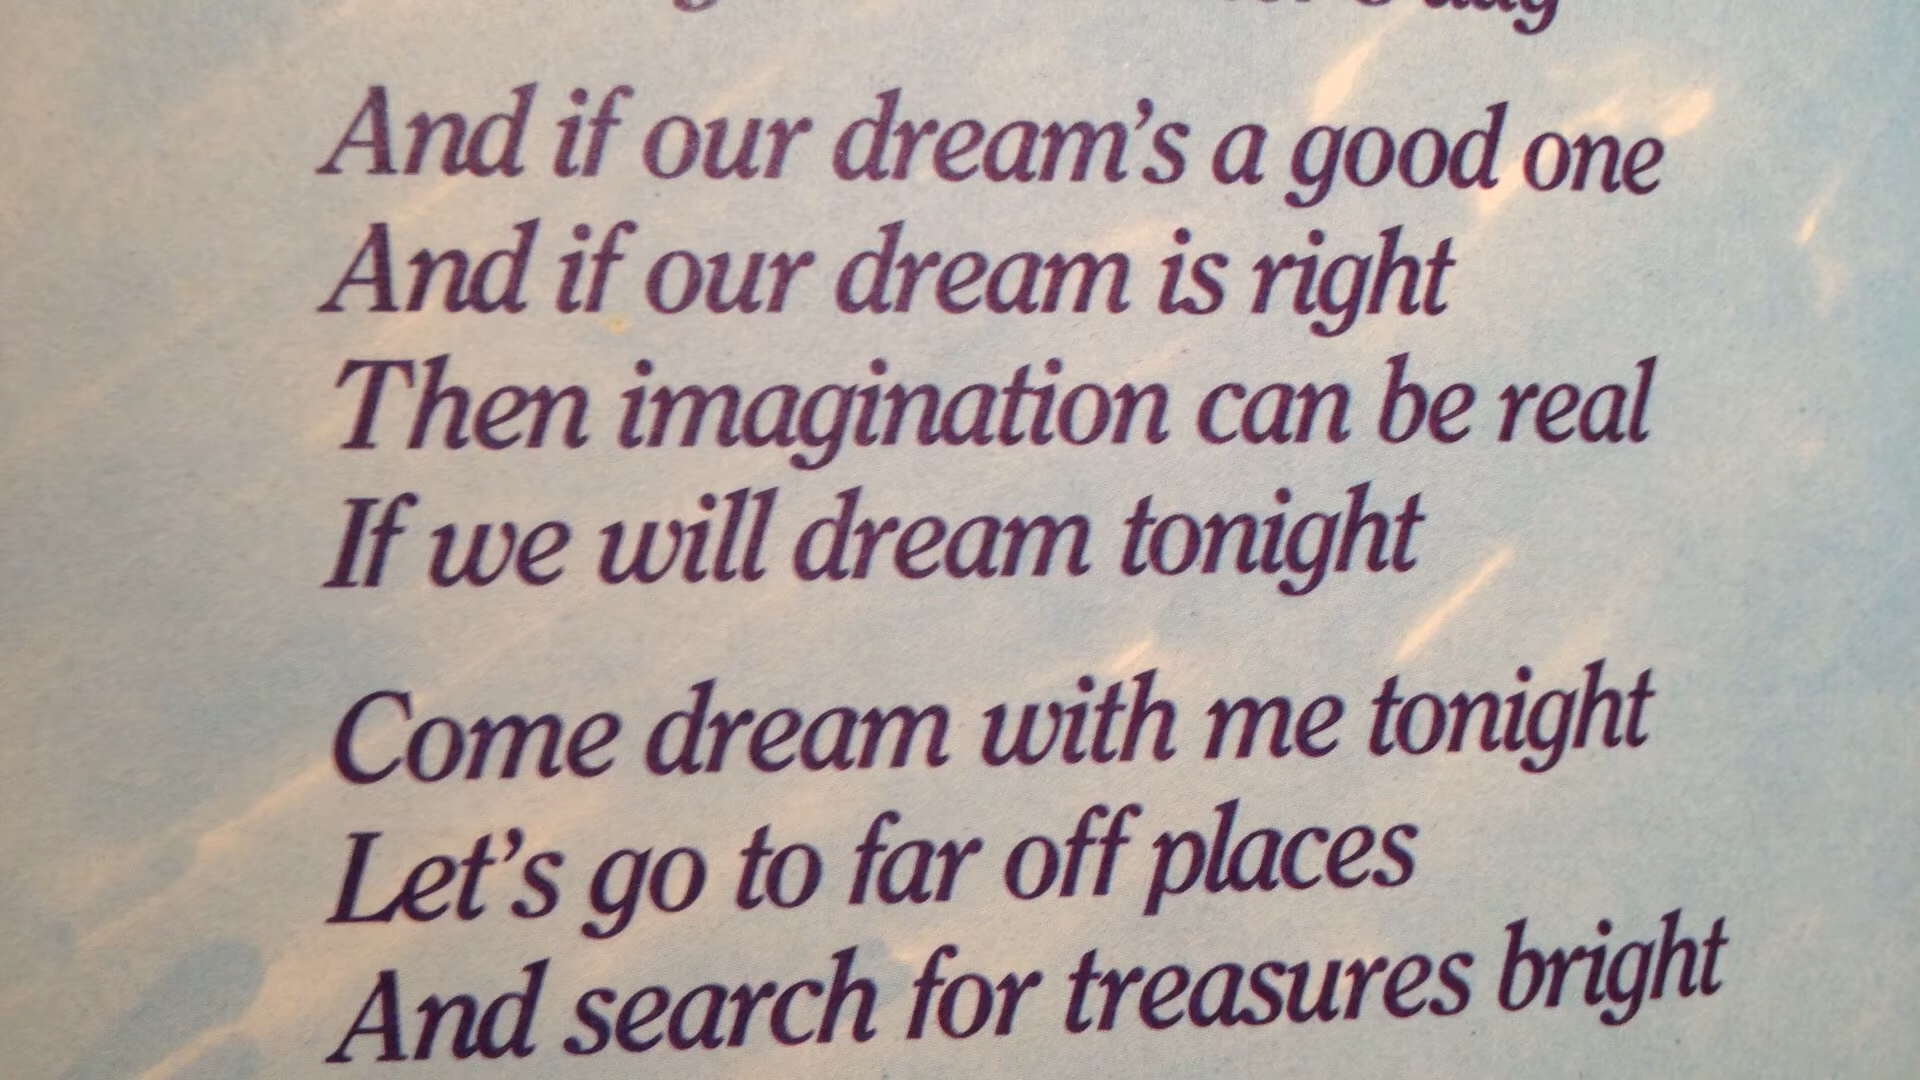 day
And if our dream's a good one
And if our dream is right
Then imagination can be real
If we will dream tonight
Come dream with me tonight
Let's go to far off places
And search for treasures bright